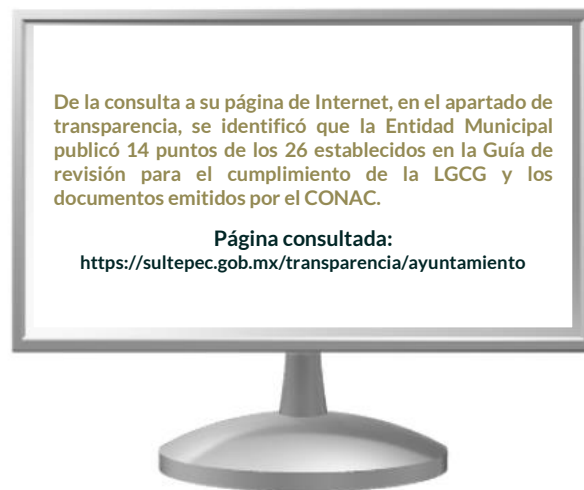 De la consulta a su página de Internet, en el apartado de
transparencia, se identificó que la Entidad Municipal
publicó 14 puntos de los 26 establecidos en la Guía de
revisión para el cumplimiento de la LGCG y los
documentos emitidos por el CONAC.
Página consultada:
https://sultepec.gob.mx/transparencia/ayuntamiento